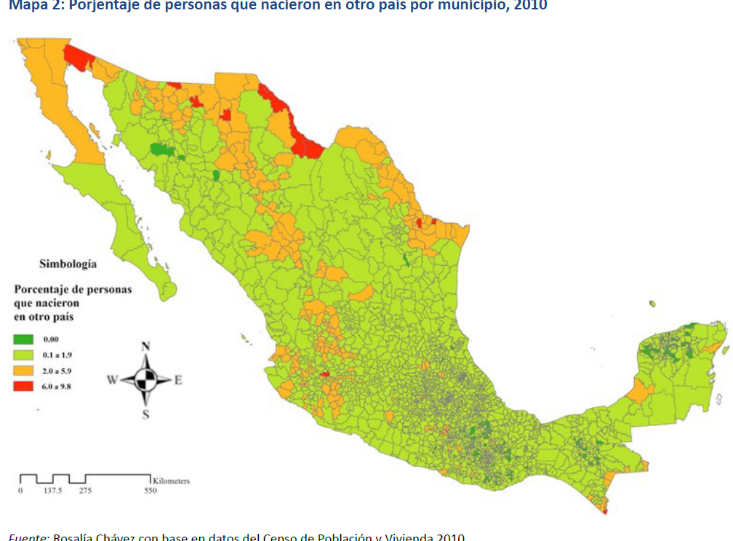 Mapa 2: Porjentaje de personas que nacieron en otro país por municipio, 2010
Simbología
Porcentaje de personas
que nacieron
en otro país
0.00
0.1 a 1.9
2.0 a 5.9
6.0 a 9.8
N
W E
S
Kilometers
0 137.5 275 550
Fuente: Rosalía Chávez con base en datos del Censo de Población y Vivienda 2010